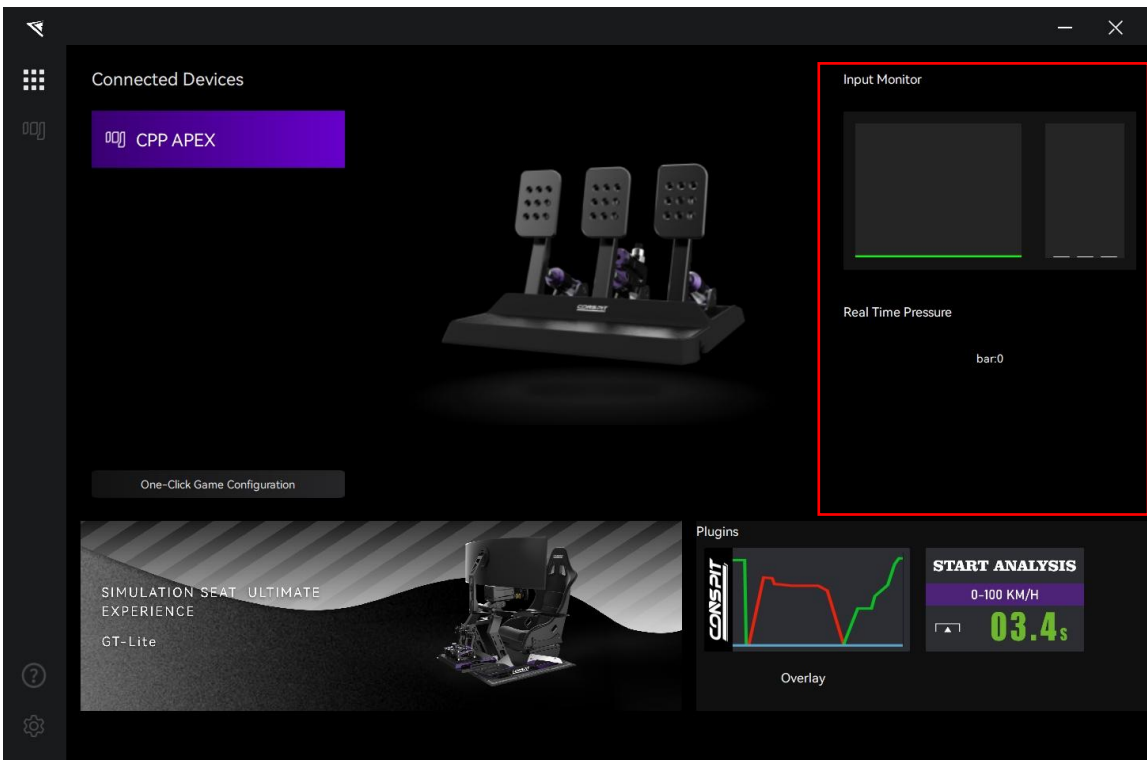 Connected Devices
CPP APEX
CONSPIT
One-Click Game Configuration
Input Monitor
Real Time Pressure
bar:0
SIMULATION SEAT ULTIMATE
EXPERIENCE
GT-Lite
Plugins
CONSPIT
Overlay
START ANALYSIS
0-100 KM/H
03.4s